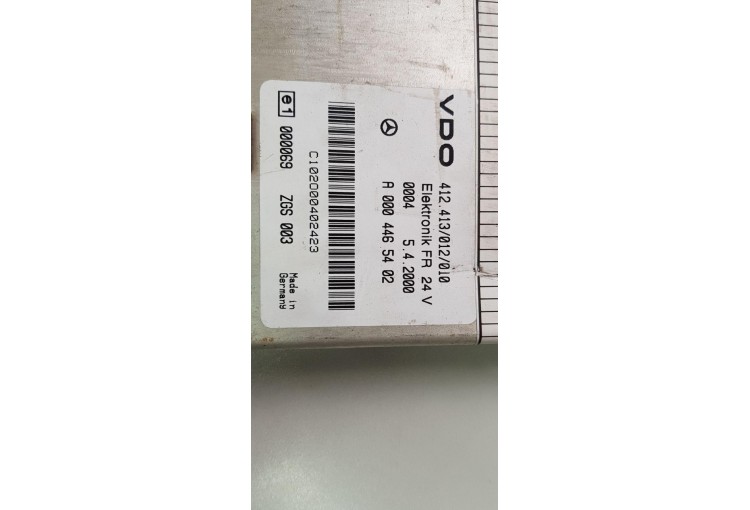 VDO 412.413/012/010
Elektronik FR 24 V
0004 5.4.2000
A 000 446 54 02
C102000402423
e1 000069 ZGS 003 Made in
Germany